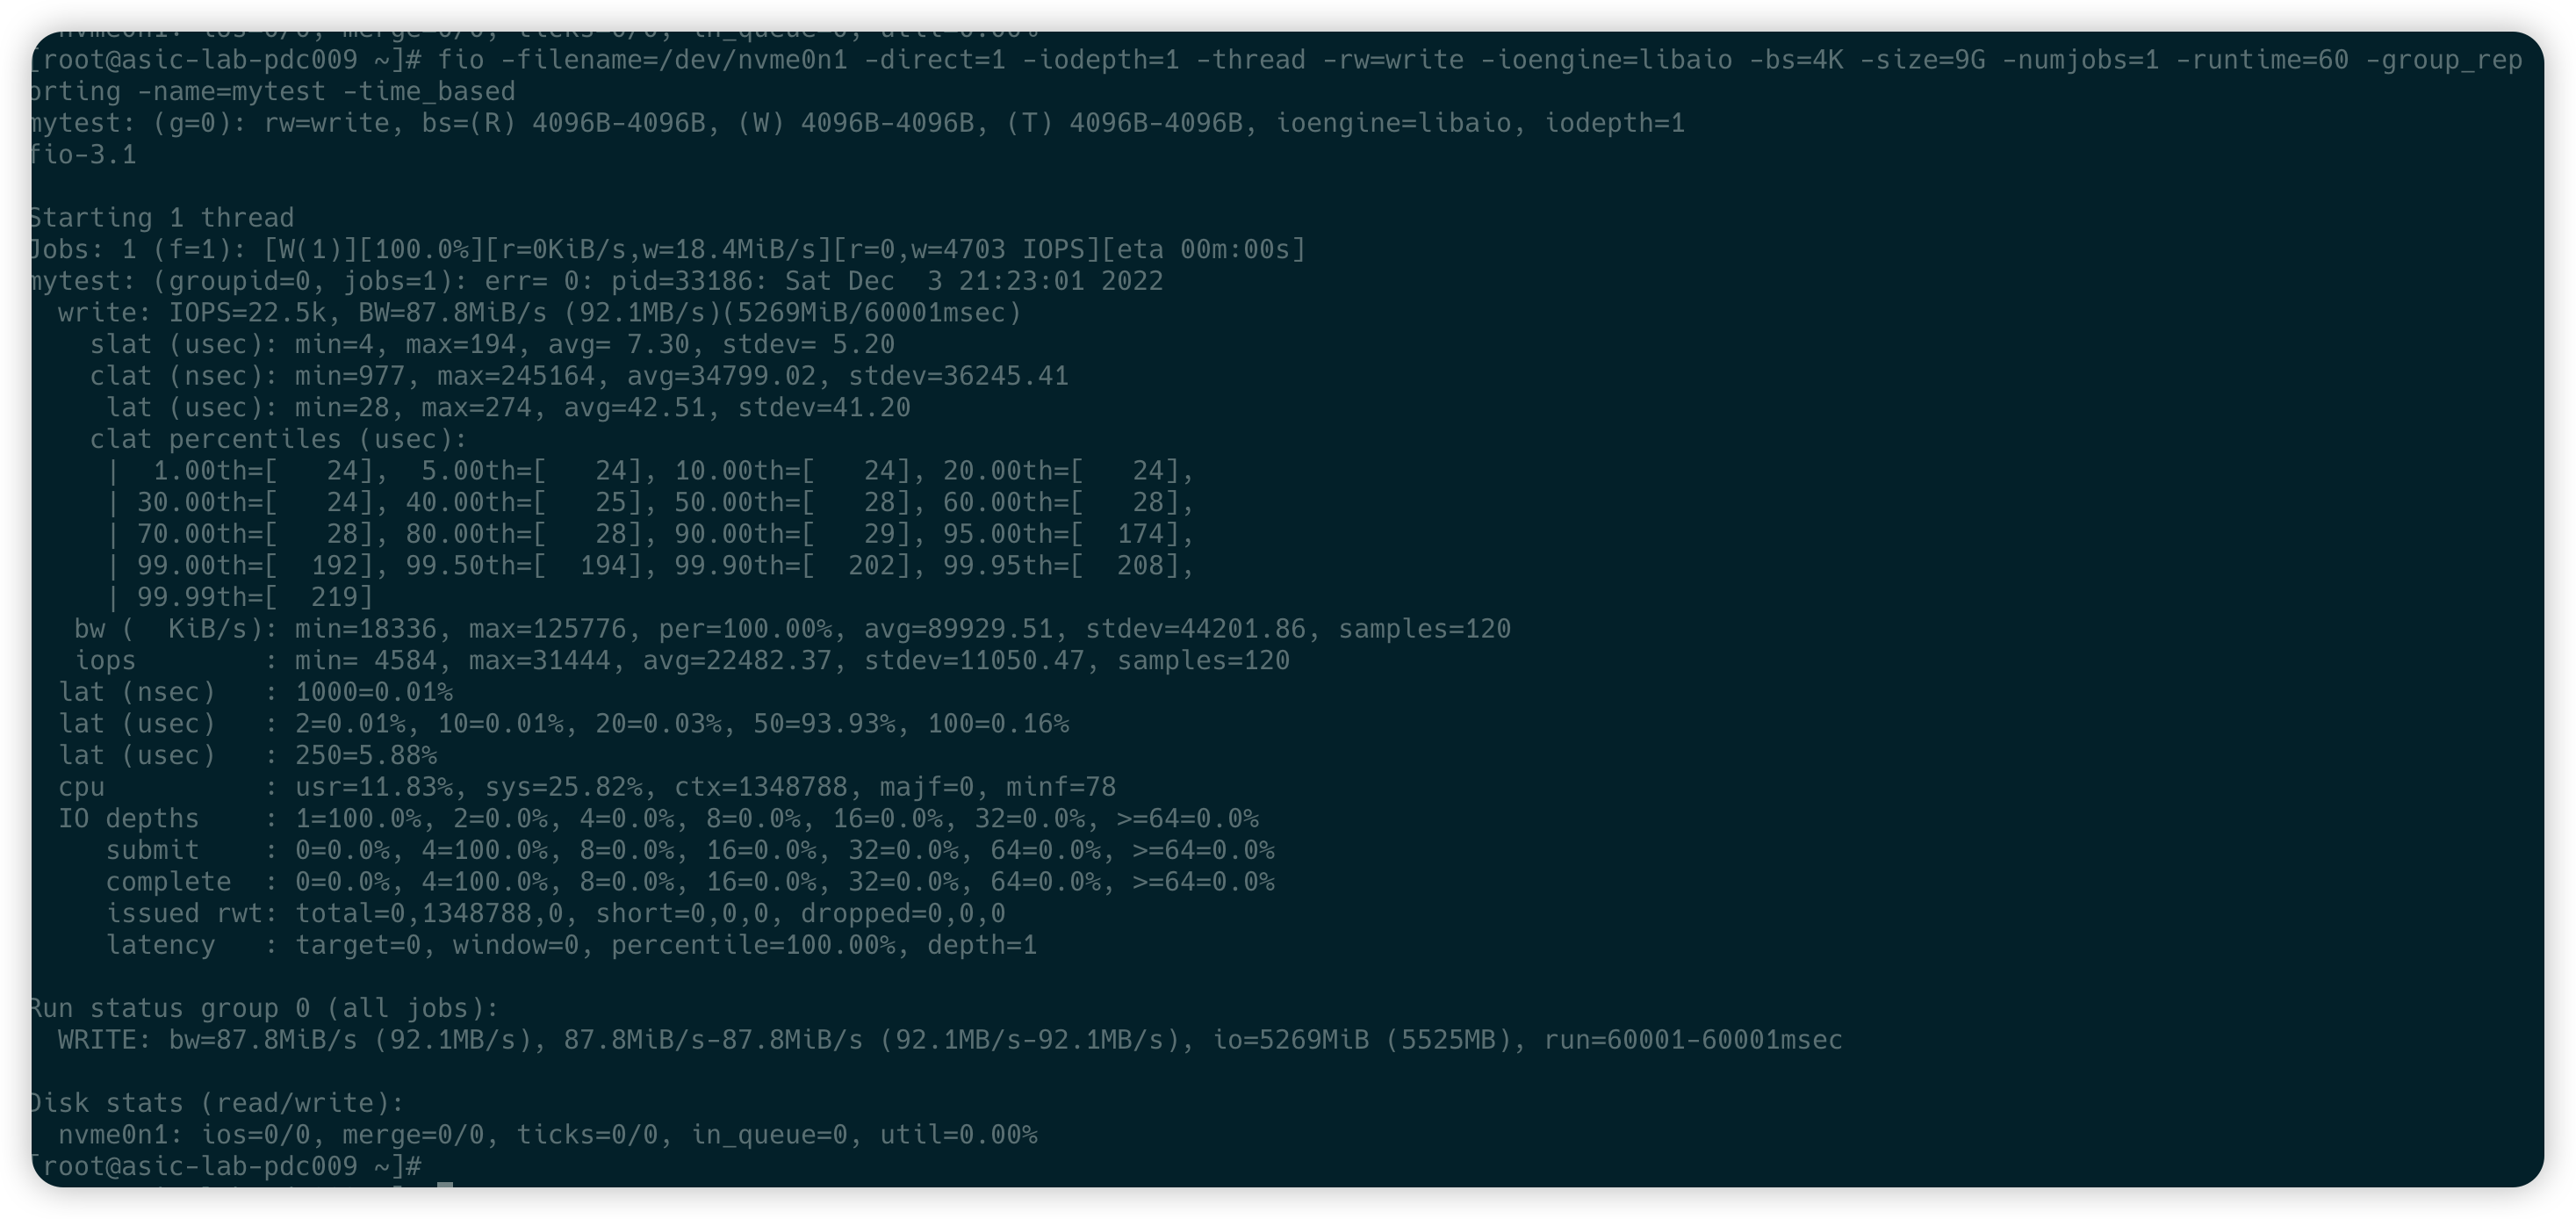 [root@asic-lab-pdc009 ~]# fio -filename=/dev/nvme0n1 -direct=1 -iodepth=1 -thread -rw=write -ioengine=libaio -bs=4K -size=9G -numjobs=1 -runtime=60 -group_rep
orting -name=mytest -time_based
mytest: (g=0): rw=write, bs=(R) 4096B-4096B, (W) 4096B-4096B, (T) 4096B-4096B, ioengine=libaio, iodepth=1
fio-3.1
Starting 1 thread
Jobs: 1 (f=1): [W(1)][100.0%][r=0KiB/s,w=18.4MiB/s][r=0,w=4703 IOPS][eta 00m:00s]
mytest: (groupid=0, jobs=1): err= 0: pid=33186: Sat Dec  3 21:23:01 2022
  write: IOPS=22.5k, BW=87.8MiB/s (92.1MB/s)(5269MiB/60001msec)
    slat (usec): min=4, max=194, avg= 7.30, stdev= 5.20
    clat (nsec): min=977, max=245164, avg=34799.02, stdev=36245.41
     lat (usec): min=28, max=274, avg=42.51, stdev=41.20
    clat percentiles (usec):
     |  1.00th=[   24],  5.00th=[   24], 10.00th=[   24], 20.00th=[   24],
     | 30.00th=[   24], 40.00th=[   25], 50.00th=[   28], 60.00th=[   28],
     | 70.00th=[   28], 80.00th=[   28], 90.00th=[   29], 95.00th=[  174],
     | 99.00th=[  192], 99.50th=[  194], 99.90th=[  202], 99.95th=[  208],
     | 99.99th=[  219]
   bw (  KiB/s): min=18336, max=125776, per=100.00%, avg=89929.51, stdev=44201.86, samples=120
   iops        : min= 4584, max=31444, avg=22482.37, stdev=11050.47, samples=120
  lat (nsec)   : 1000=0.01%
  lat (usec)   : 2=0.01%, 10=0.01%, 20=0.03%, 50=93.93%, 100=0.16%
  lat (usec)   : 250=5.88%
  cpu          : usr=11.83%, sys=25.82%, ctx=1348788, majf=0, minf=78
  IO depths    : 1=100.0%, 2=0.0%, 4=0.0%, 8=0.0%, 16=0.0%, 32=0.0%, >=64=0.0%
     submit    : 0=0.0%, 4=100.0%, 8=0.0%, 16=0.0%, 32=0.0%, 64=0.0%, >=64=0.0%
     complete  : 0=0.0%, 4=100.0%, 8=0.0%, 16=0.0%, 32=0.0%, 64=0.0%, >=64=0.0%
     issued rwt: total=0,1348788,0, short=0,0,0, dropped=0,0,0
     latency   : target=0, window=0, percentile=100.00%, depth=1
Run status group 0 (all jobs):
  WRITE: bw=87.8MiB/s (92.1MB/s), 87.8MiB/s-87.8MiB/s (92.1MB/s-92.1MB/s), io=5269MiB (5525MB), run=60001-60001msec
Disk stats (read/write):
  nvme0n1: ios=0/0, merge=0/0, ticks=0/0, in_queue=0, util=0.00%
[root@asic-lab-pdc009 ~]#